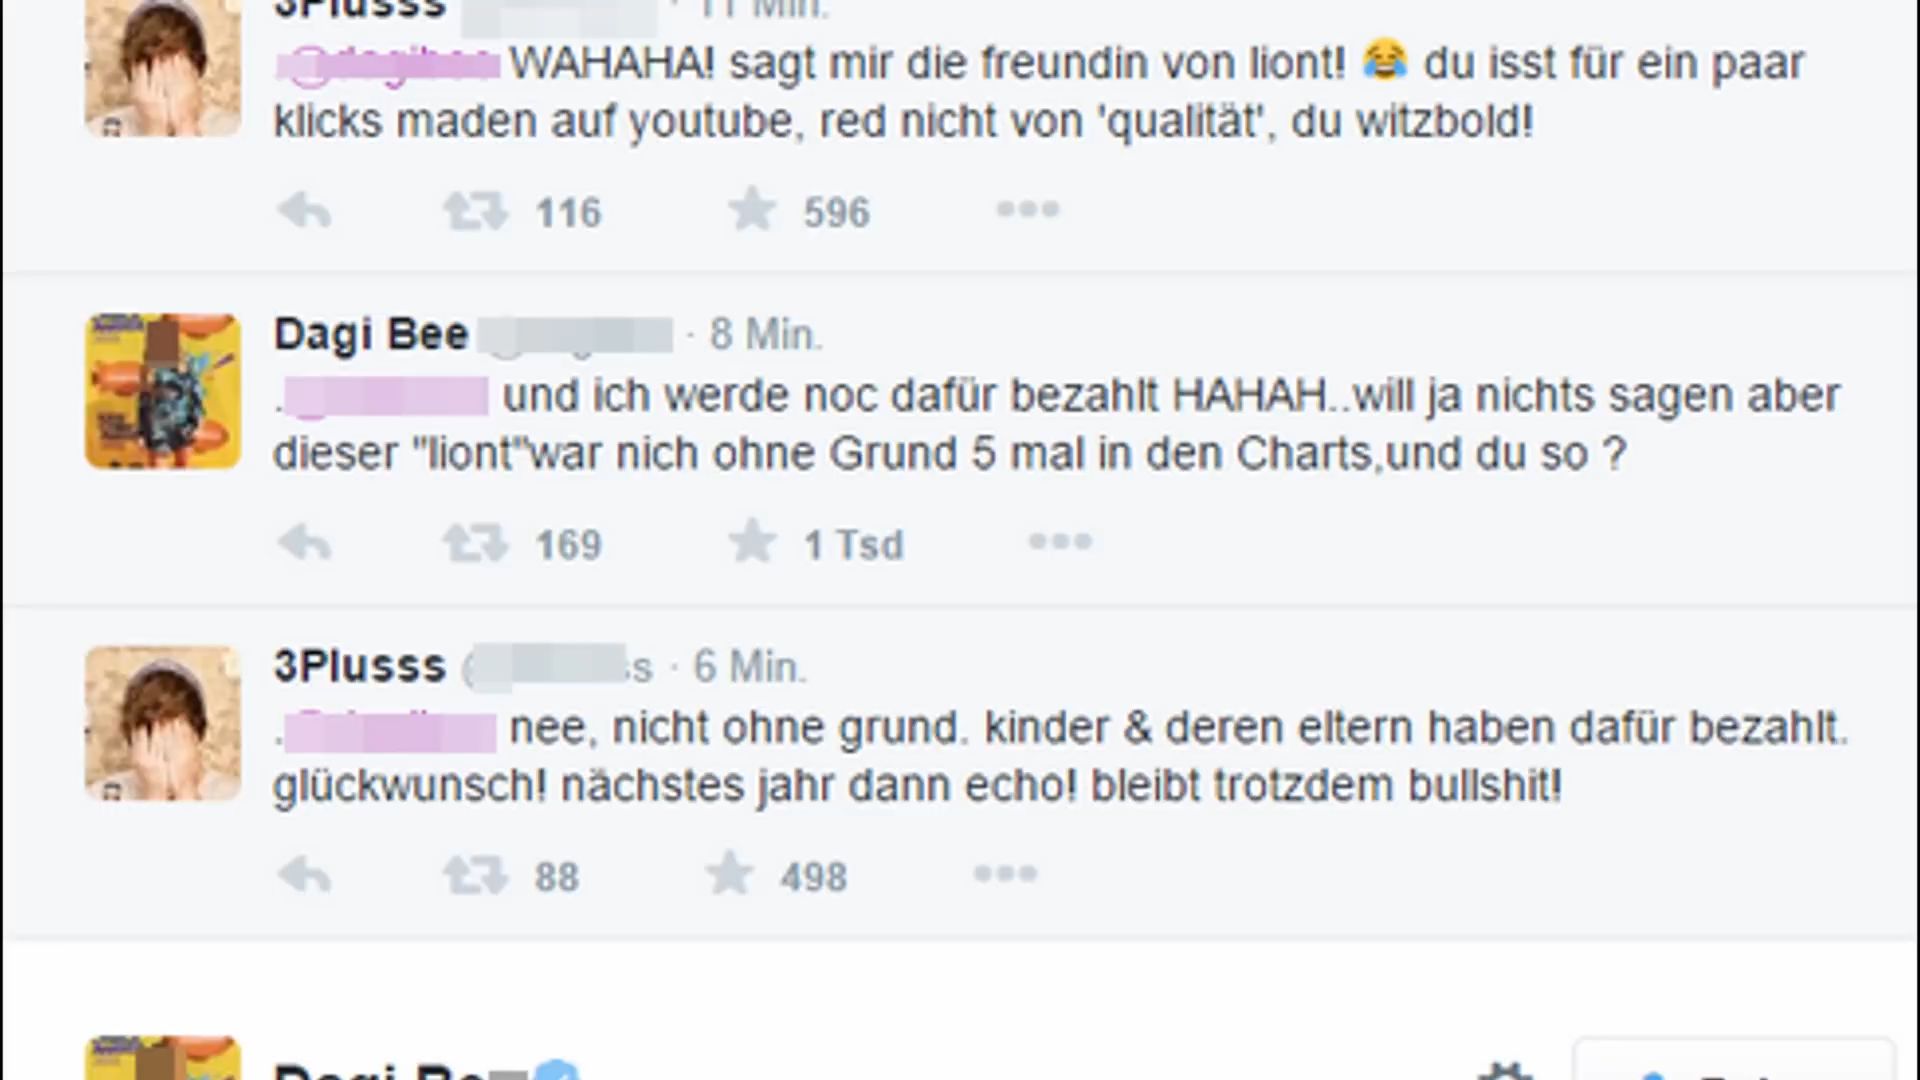 3Plusss · 11 Min.
WAHAHA! sagt mir die freundin von liont! 😂 du isst für ein paar
klicks maden auf youtube, red nicht von 'qualität', du witzbold!
116 596
Dagi Bee · 8 Min.
. und ich werde noc dafür bezahlt HAHAH..will ja nichts sagen aber
dieser "liont"war nich ohne Grund 5 mal in den Charts,und du so ?
169 1 Tsd
3Plusss · 6 Min.
. nee, nicht ohne grund. kinder & deren eltern haben dafür bezahlt.
glückwunsch! nächstes jahr dann echo! bleibt trotzdem bullshit!
88 498
Dagi Bee